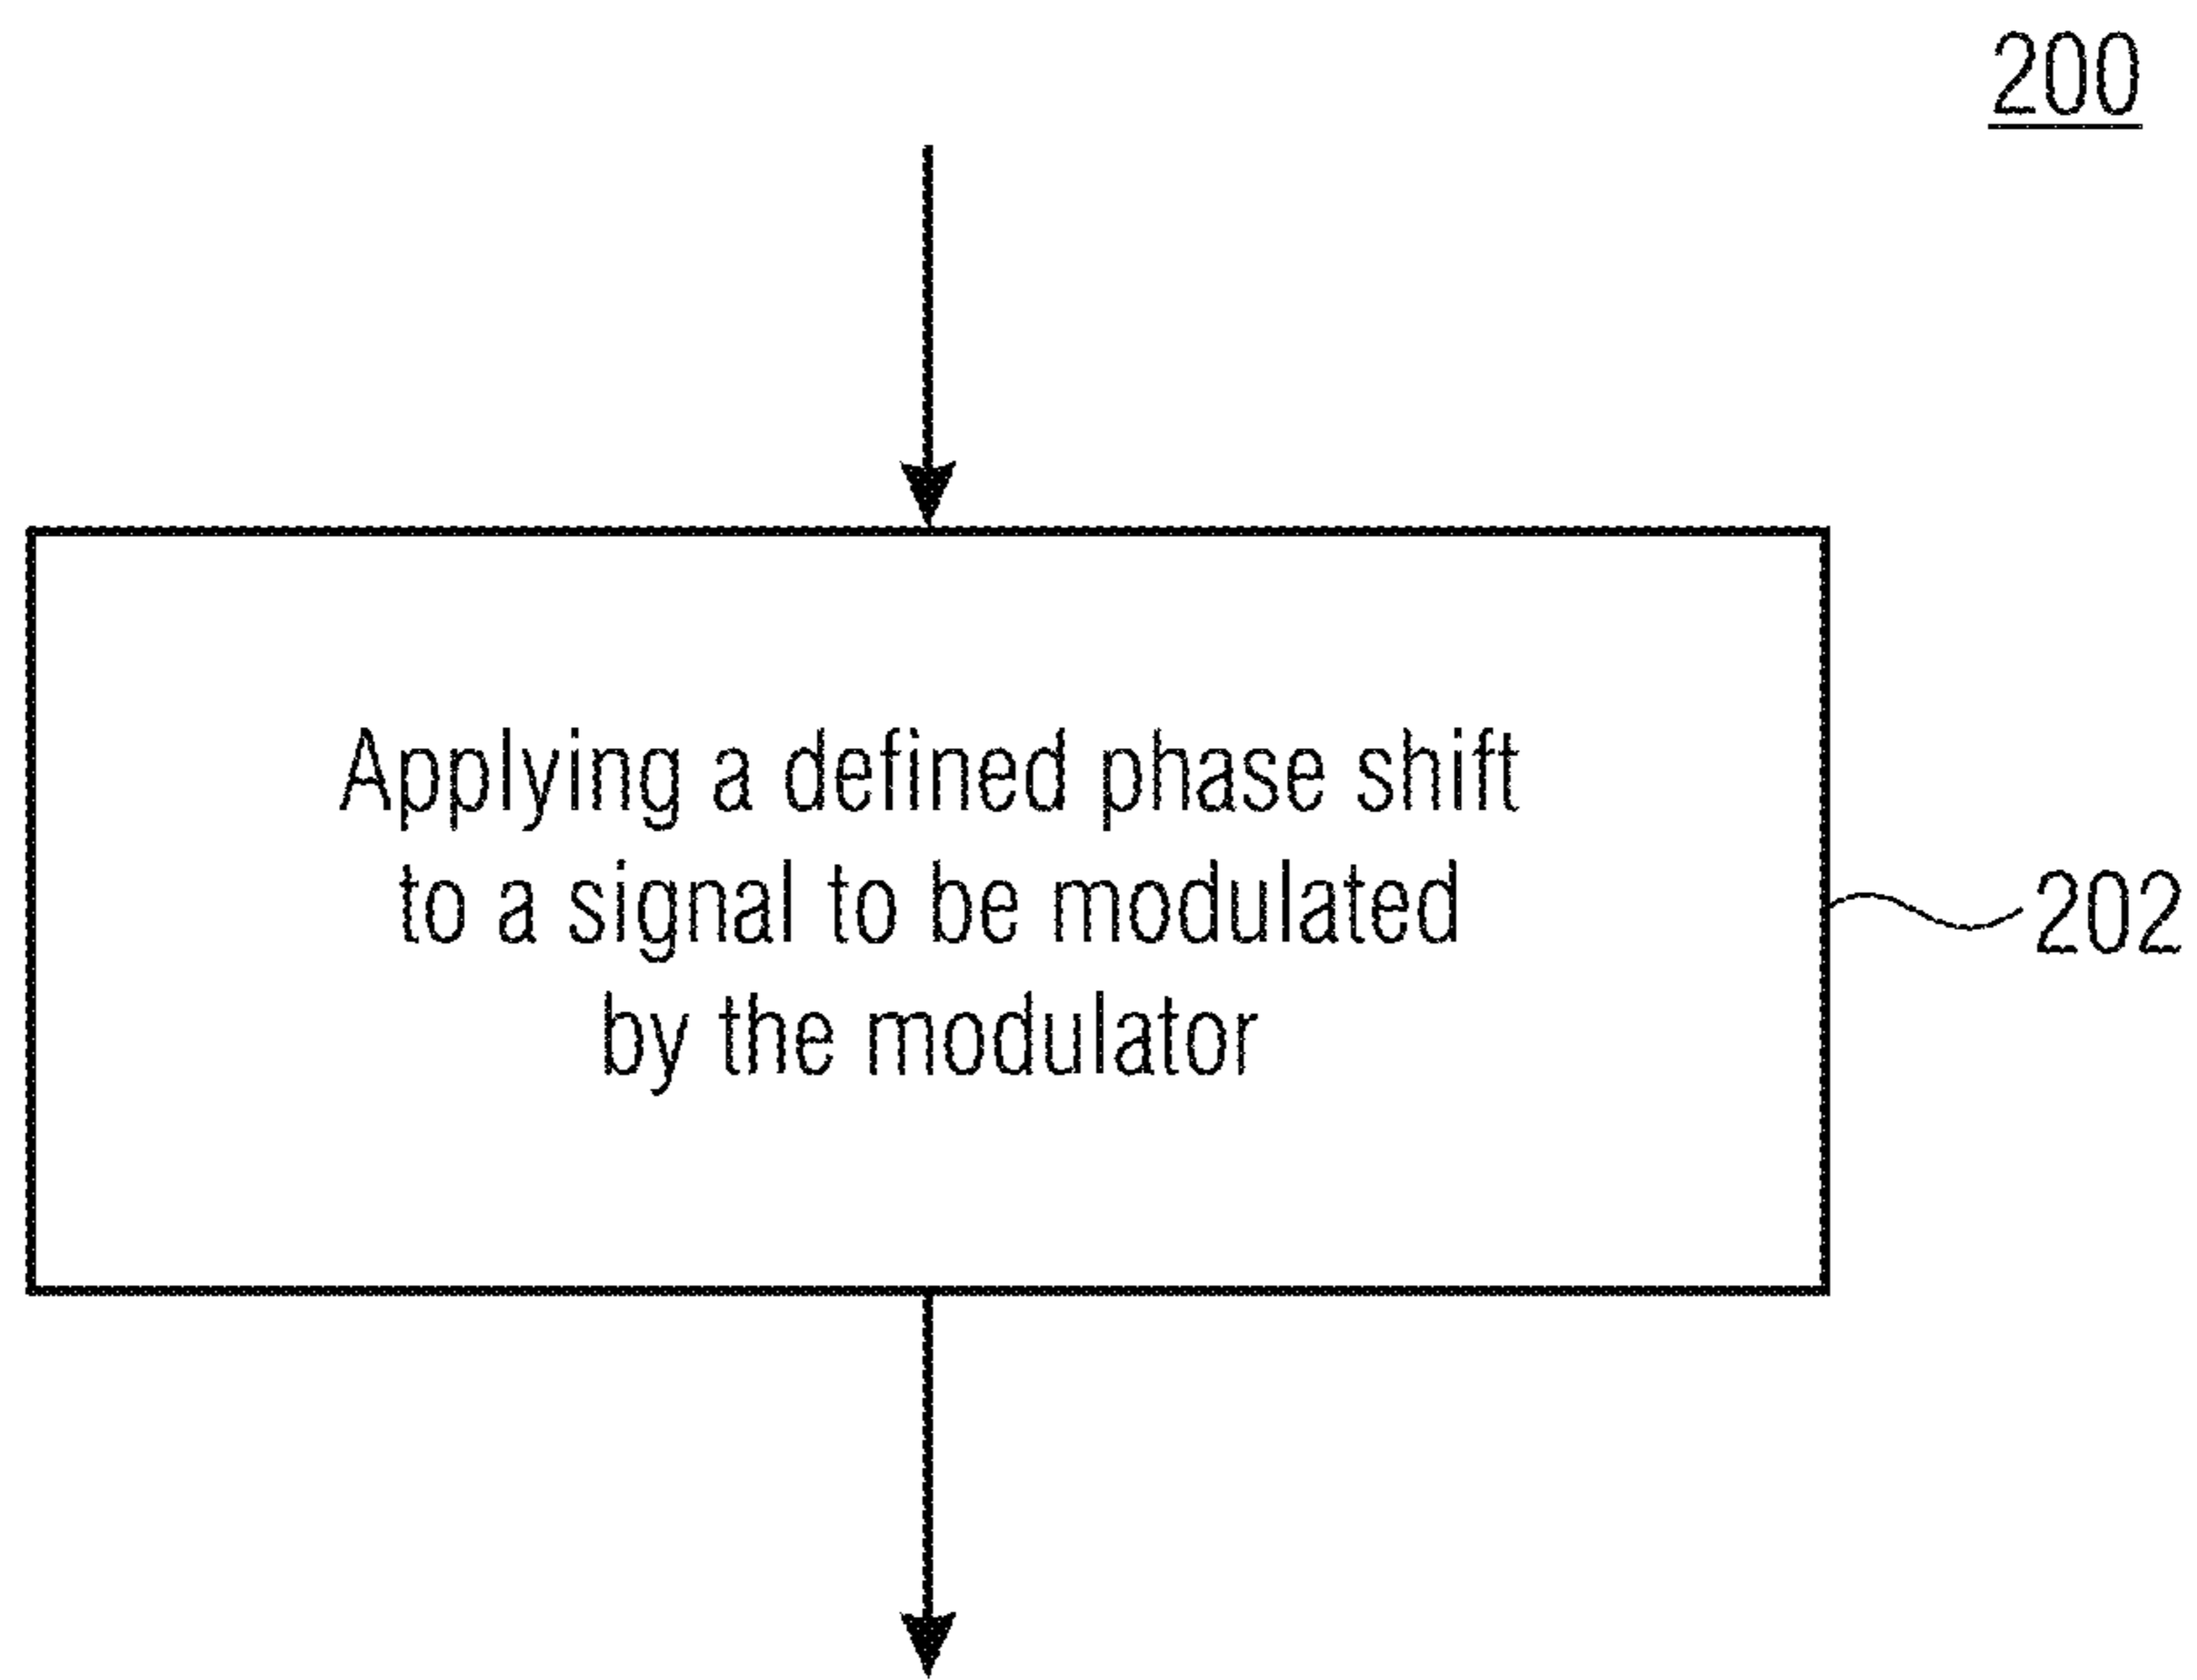 200
Applying a defined phase shift
to a signal to be modulated
by the modulator
202